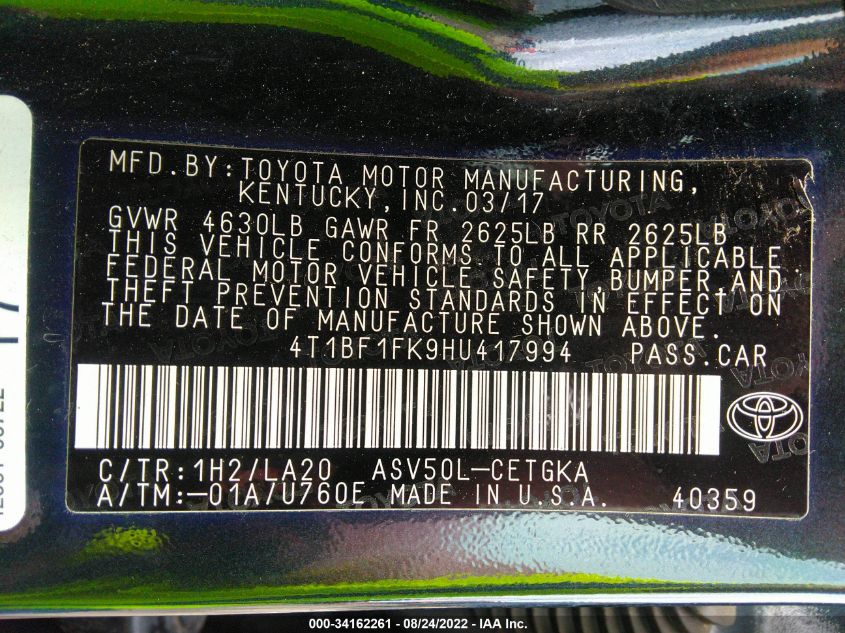 MFD.BY:TOYOTA MOTOR MANUFACTURING,
KENTUCKY,INC.03/17
GVWR 4630LB GAWR FR 2625LB RR 2625LB
THIS VEHICLE CONFORMS TO ALL APPLICABLE
FEDERAL MOTOR VEHICLE SAFETY,BUMPER,AND
THEFT PREVENTION STANDARDS IN EFFECT ON
THE DATE OF MANUFACTURE SHOWN ABOVE.
4T1BF1FK9HU417994 PASS.CAR
C/TR:1H2/LA20 ASV50L-CETGKA
A/TM:-01A/U760E MADE IN U.S.A. 40359
000-34162261 - 08/24/2022 - IAA Inc.